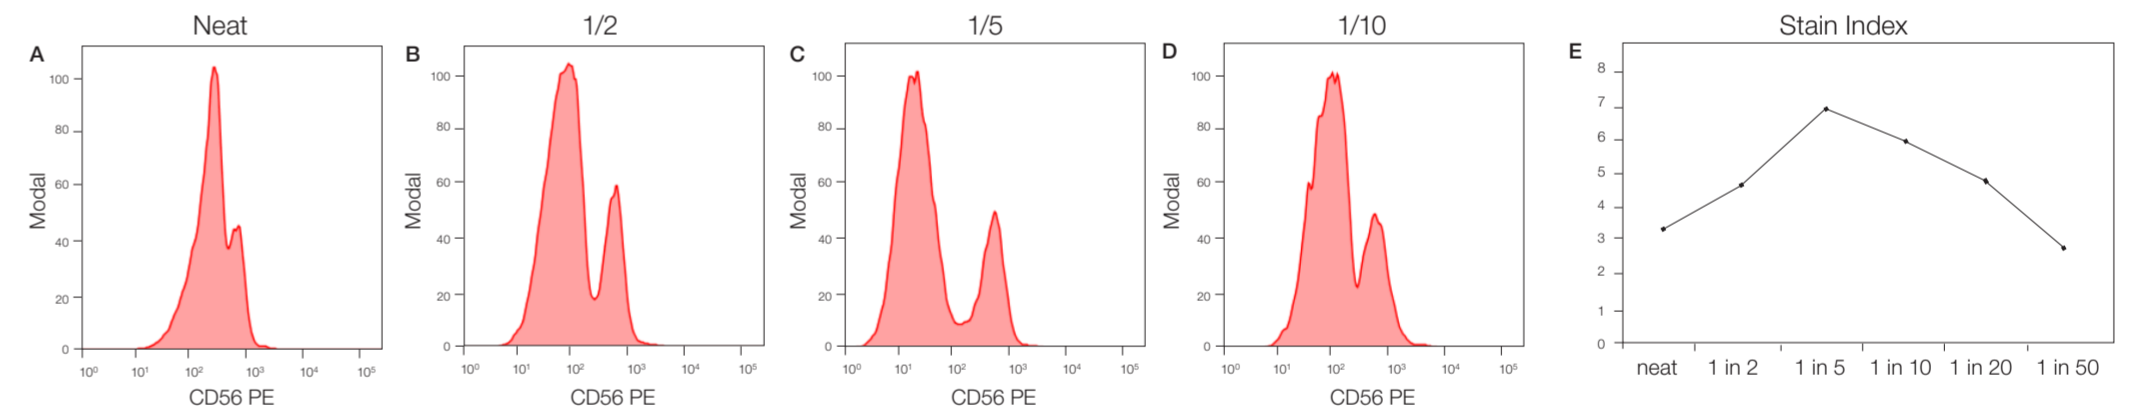 Neat
1/2
1/5
1/10
Stain Index
A
B
C
D
E
100
80
60
40
20
0
Modal
10⁰ 10¹ 10² 10³ 10⁴ 10⁵
CD56 PE
100
80
60
40
20
0
Modal
10⁰ 10¹ 10² 10³ 10⁴ 10⁵
CD56 PE
100
80
60
40
20
0
Modal
10⁰ 10¹ 10² 10³ 10⁴ 10⁵
CD56 PE
100
80
60
40
20
0
Modal
10⁰ 10¹ 10² 10³ 10⁴ 10⁵
CD56 PE
8
7
6
5
4
3
2
1
0
neat 1 in 2 1 in 5 1 in 10 1 in 20 1 in 50